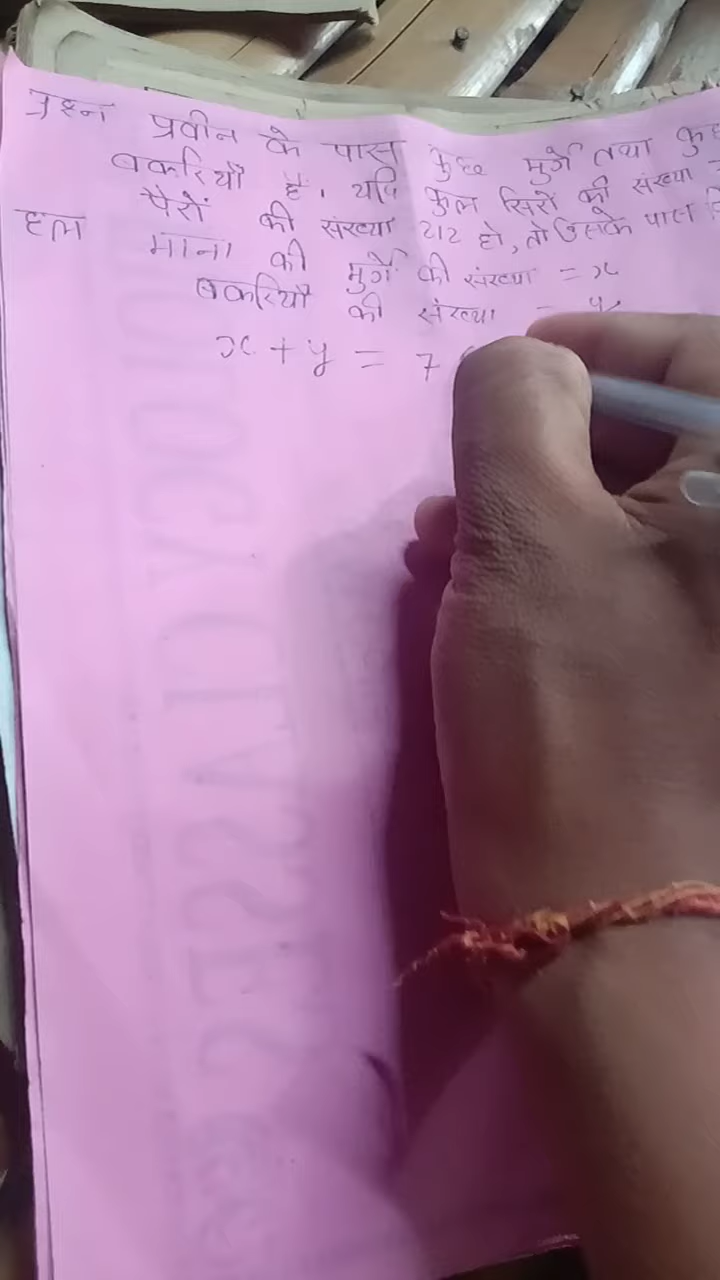 प्रश्न प्रवीन के पास कुछ मुर्गे तथा कुछ
बकरियाँ है। यदि कुल सिरों की संख्या
पैरों की संख्या 212 हो, तो उसके पास
हल माना की मुर्गे की संख्या = x
बकरियाँ की संख्या = y
x + y = 7